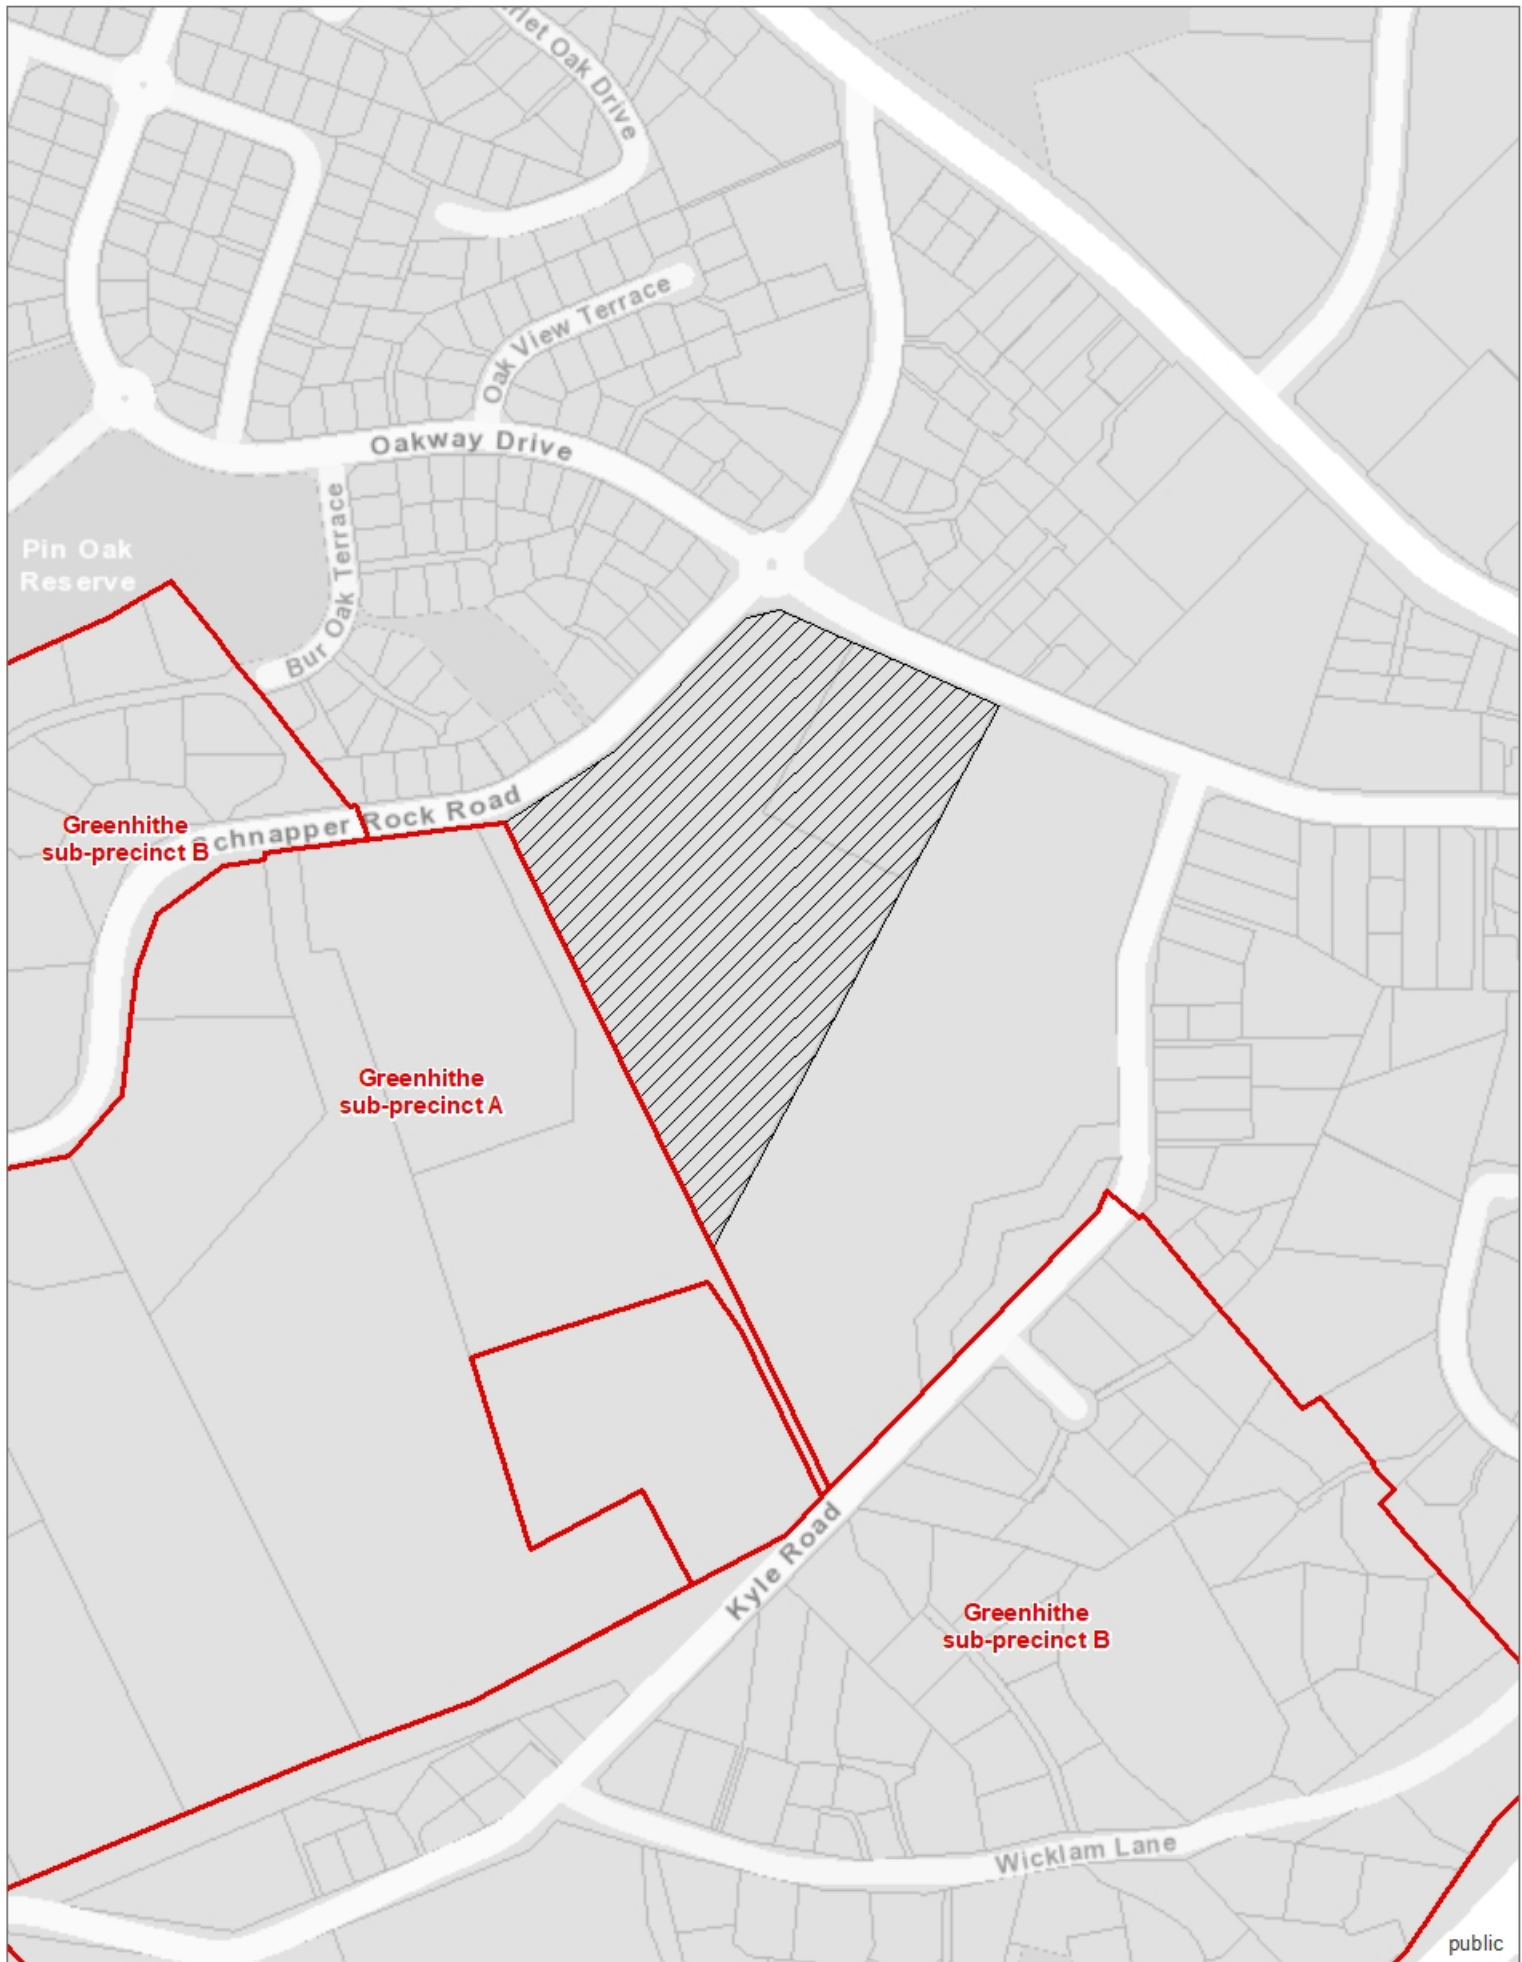 Oak Drive
Oak View Terrace
Oakway Drive
Bur Oak Terrace
Pin Oak
Reserve
Schnapper Rock Road
Greenhithe
sub-precinct B
Greenhithe
sub-precinct A
Kyle Road
Greenhithe
sub-precinct B
Wicklam Lane
public